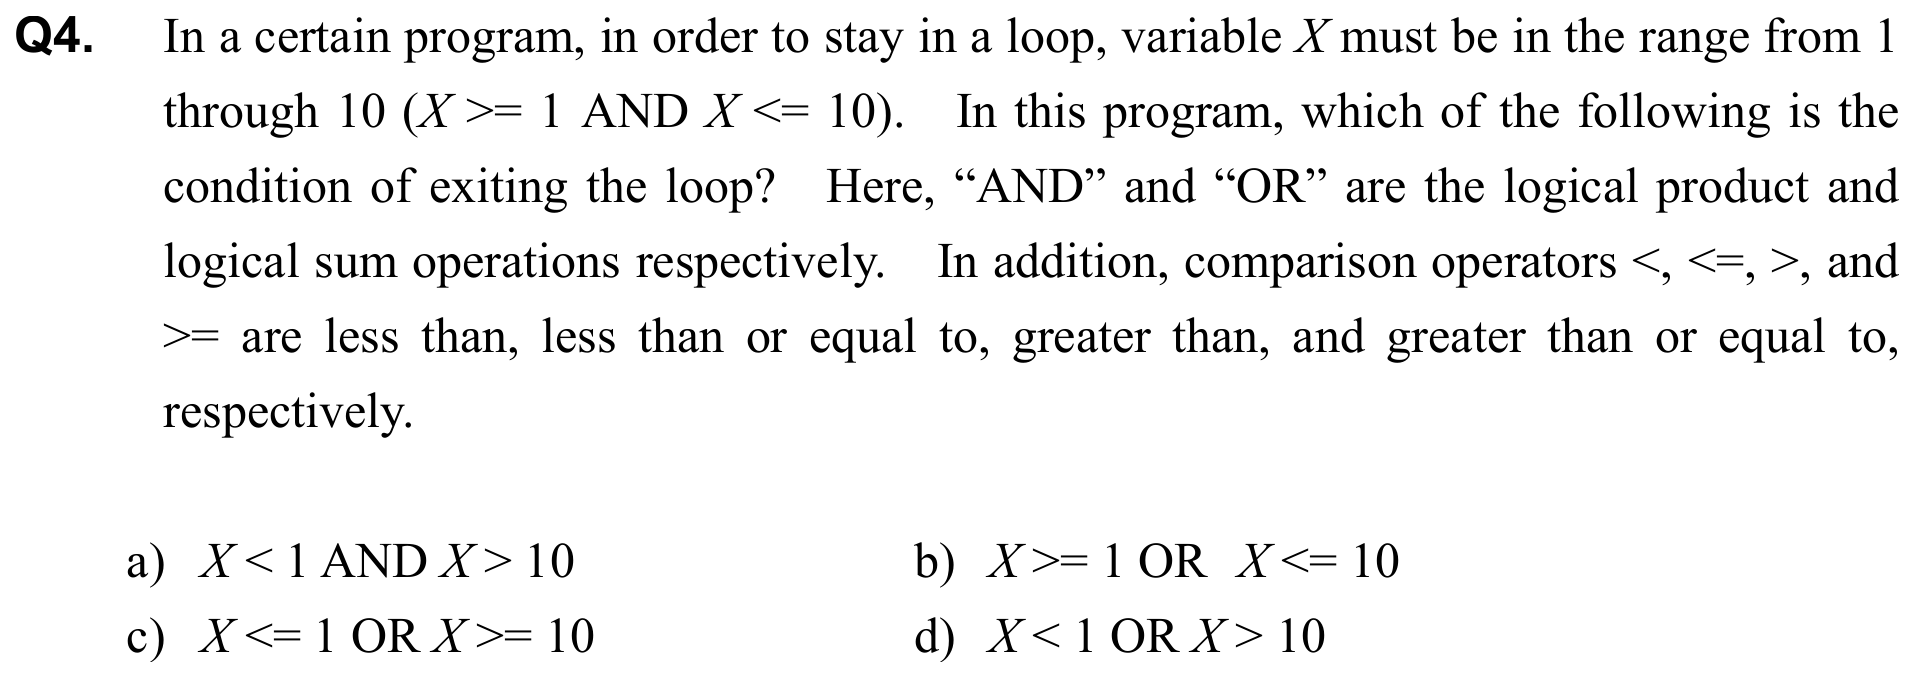 Q4. In a certain program, in order to stay in a loop, variable X must be in the range from 1
through 10 (X >= 1 AND X <= 10). In this program, which of the following is the
condition of exiting the loop? Here, “AND” and “OR” are the logical product and
logical sum operations respectively. In addition, comparison operators <, <=, >, and
>= are less than, less than or equal to, greater than, and greater than or equal to,
respectively.
a) X < 1 AND X > 10 b) X >= 1 OR X <= 10
c) X <= 1 OR X >= 10 d) X < 1 OR X > 10